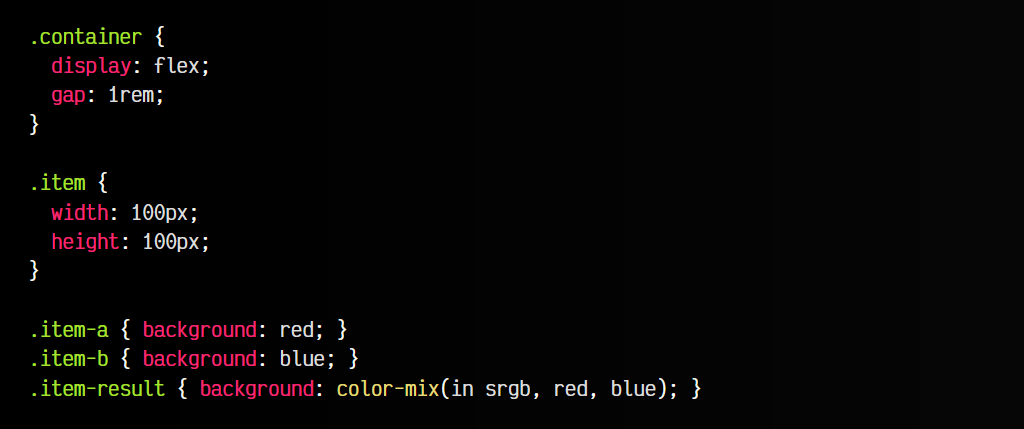 .container {
  display: flex;
  gap: 1rem;
}

.item {
  width: 100px;
  height: 100px;
}

.item-a { background: red; }
.item-b { background: blue; }
.item-result { background: color-mix(in srgb, red, blue); }